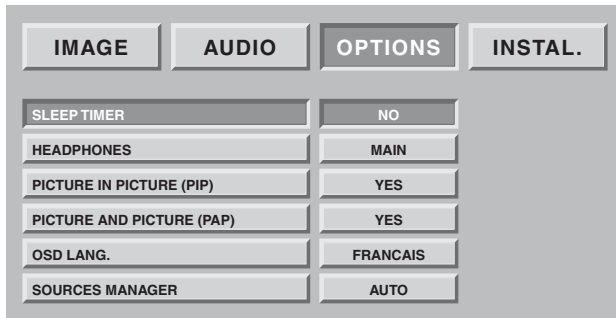 IMAGE AUDIO OPTIONS INSTAL.
SLEEP TIMER NO
HEADPHONES MAIN
PICTURE IN PICTURE (PIP) YES
PICTURE AND PICTURE (PAP) YES
OSD LANG. FRANCAIS
SOURCES MANAGER AUTO